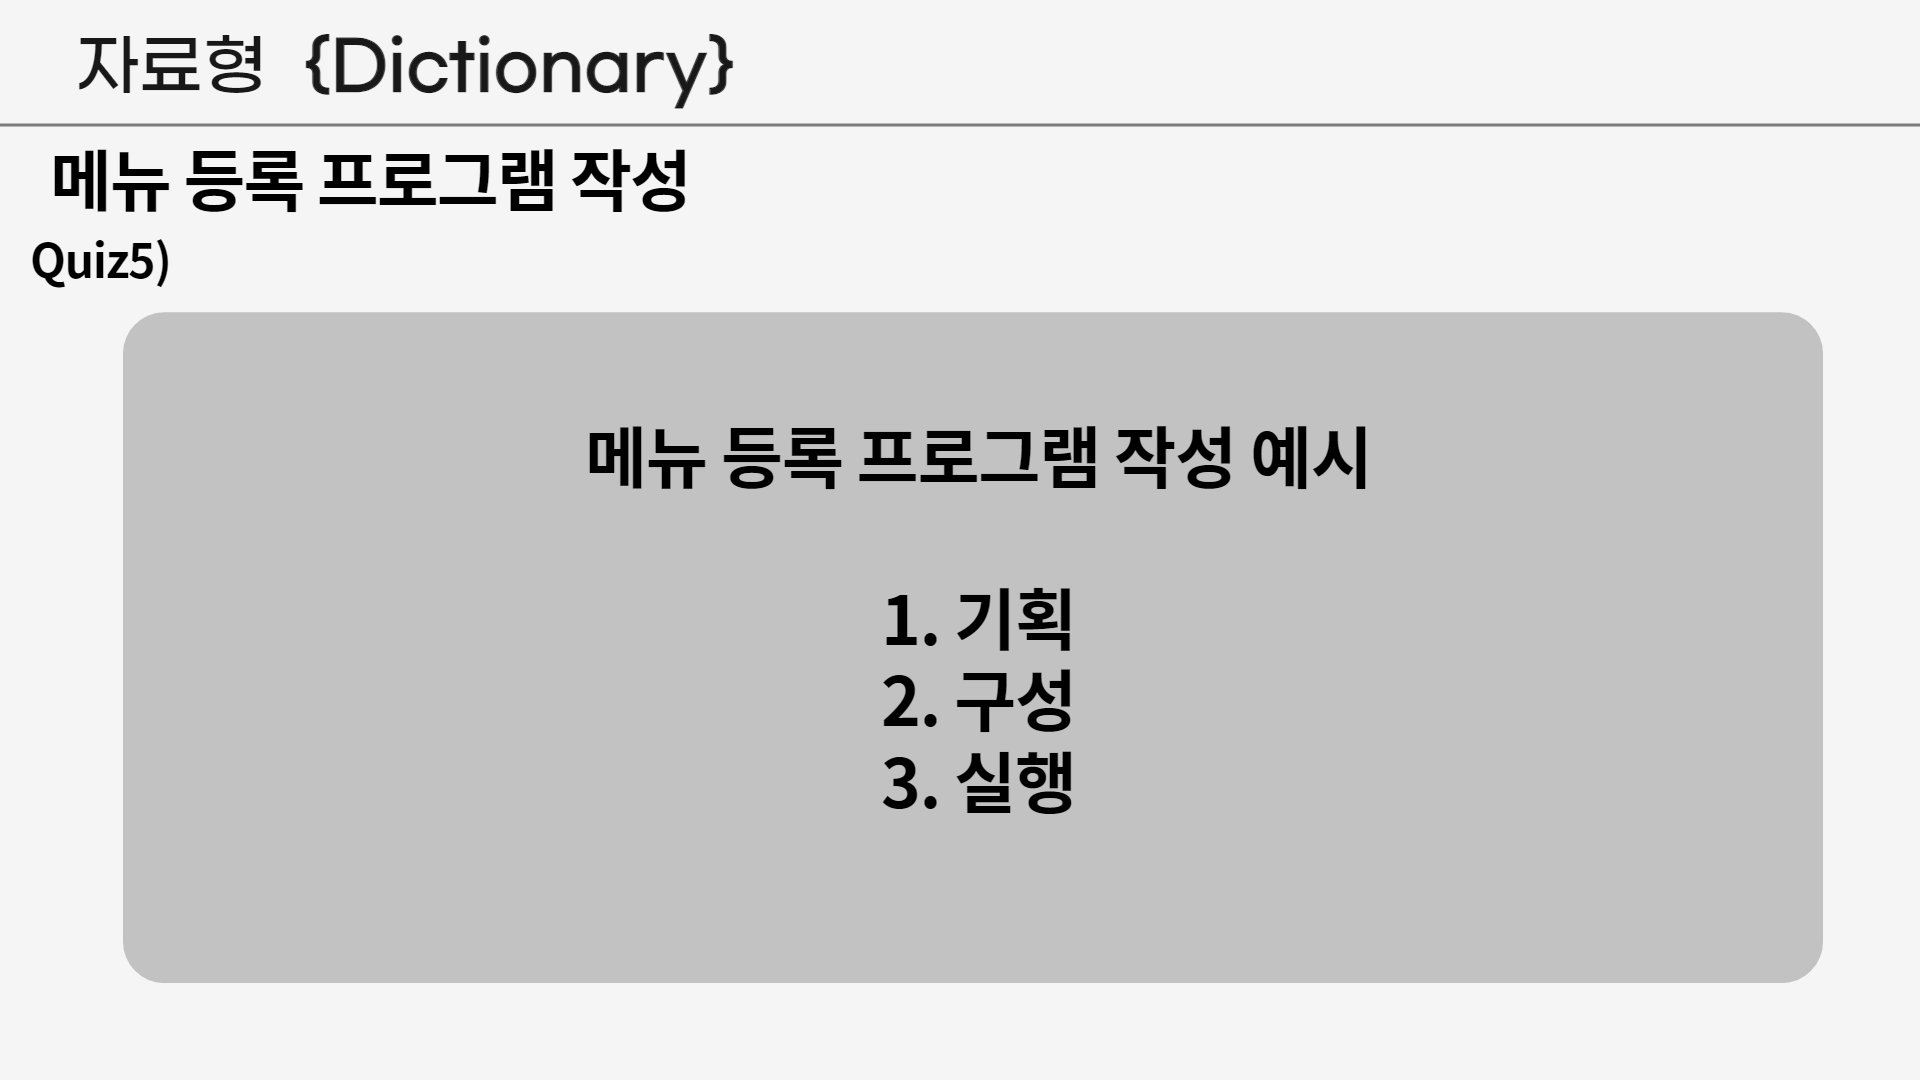 자료형 {Dictionary}
메뉴 등록 프로그램 작성
Quiz5)
메뉴 등록 프로그램 작성 예시
1. 기획
2. 구성
3. 실행